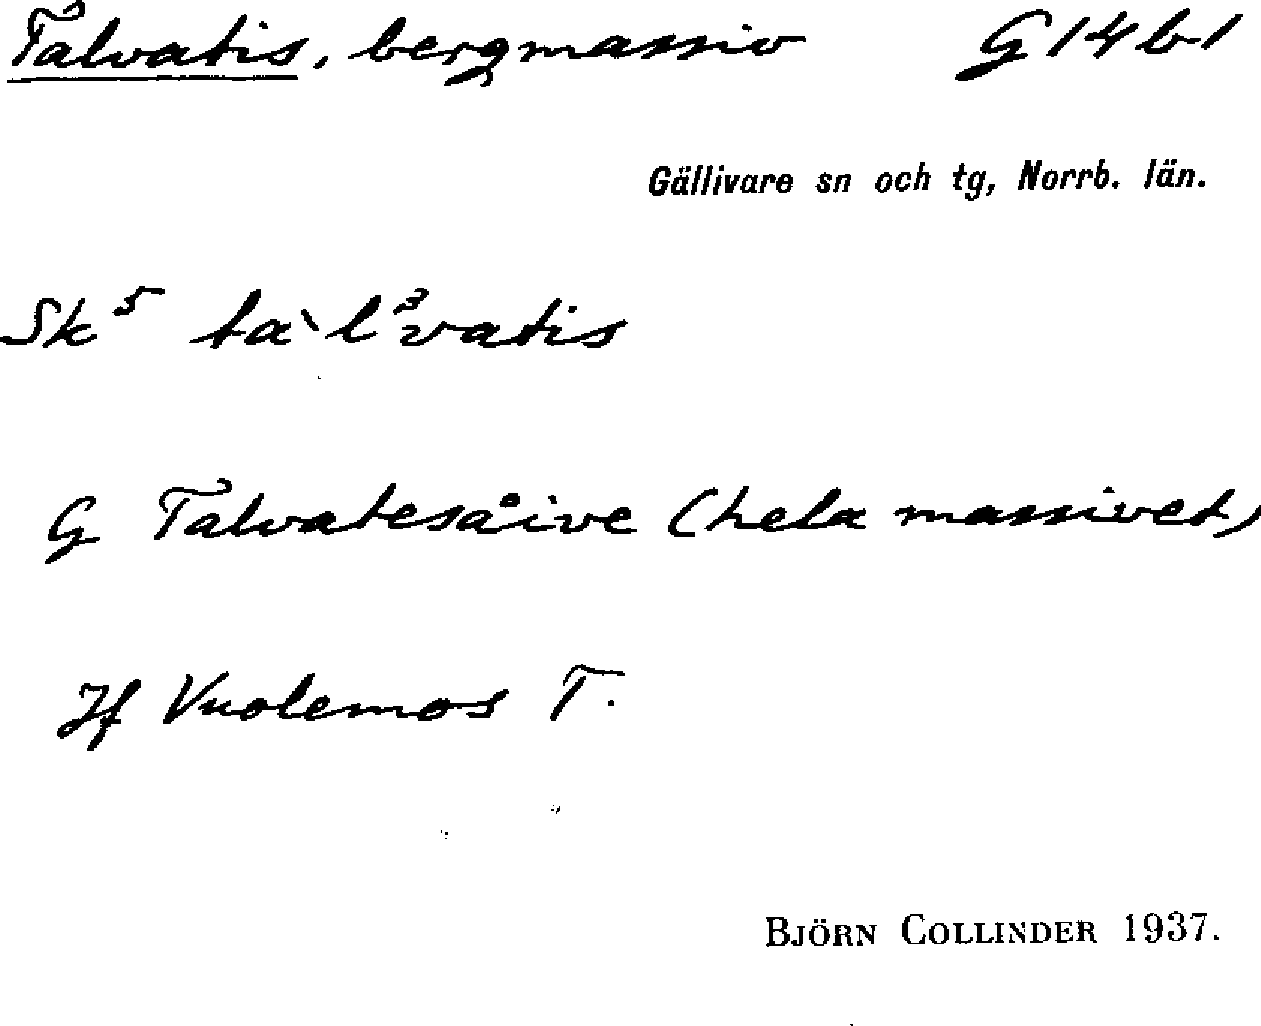 Talvatis, bergmassiv G14b1
Gällivare sn och tg, Norrb. län.
Sk⁵ ta`lᵌvatis
G Talvatesåive (hela massivet)
Jf Vuolemos T.
BJÖRN COLLINDER 1937.